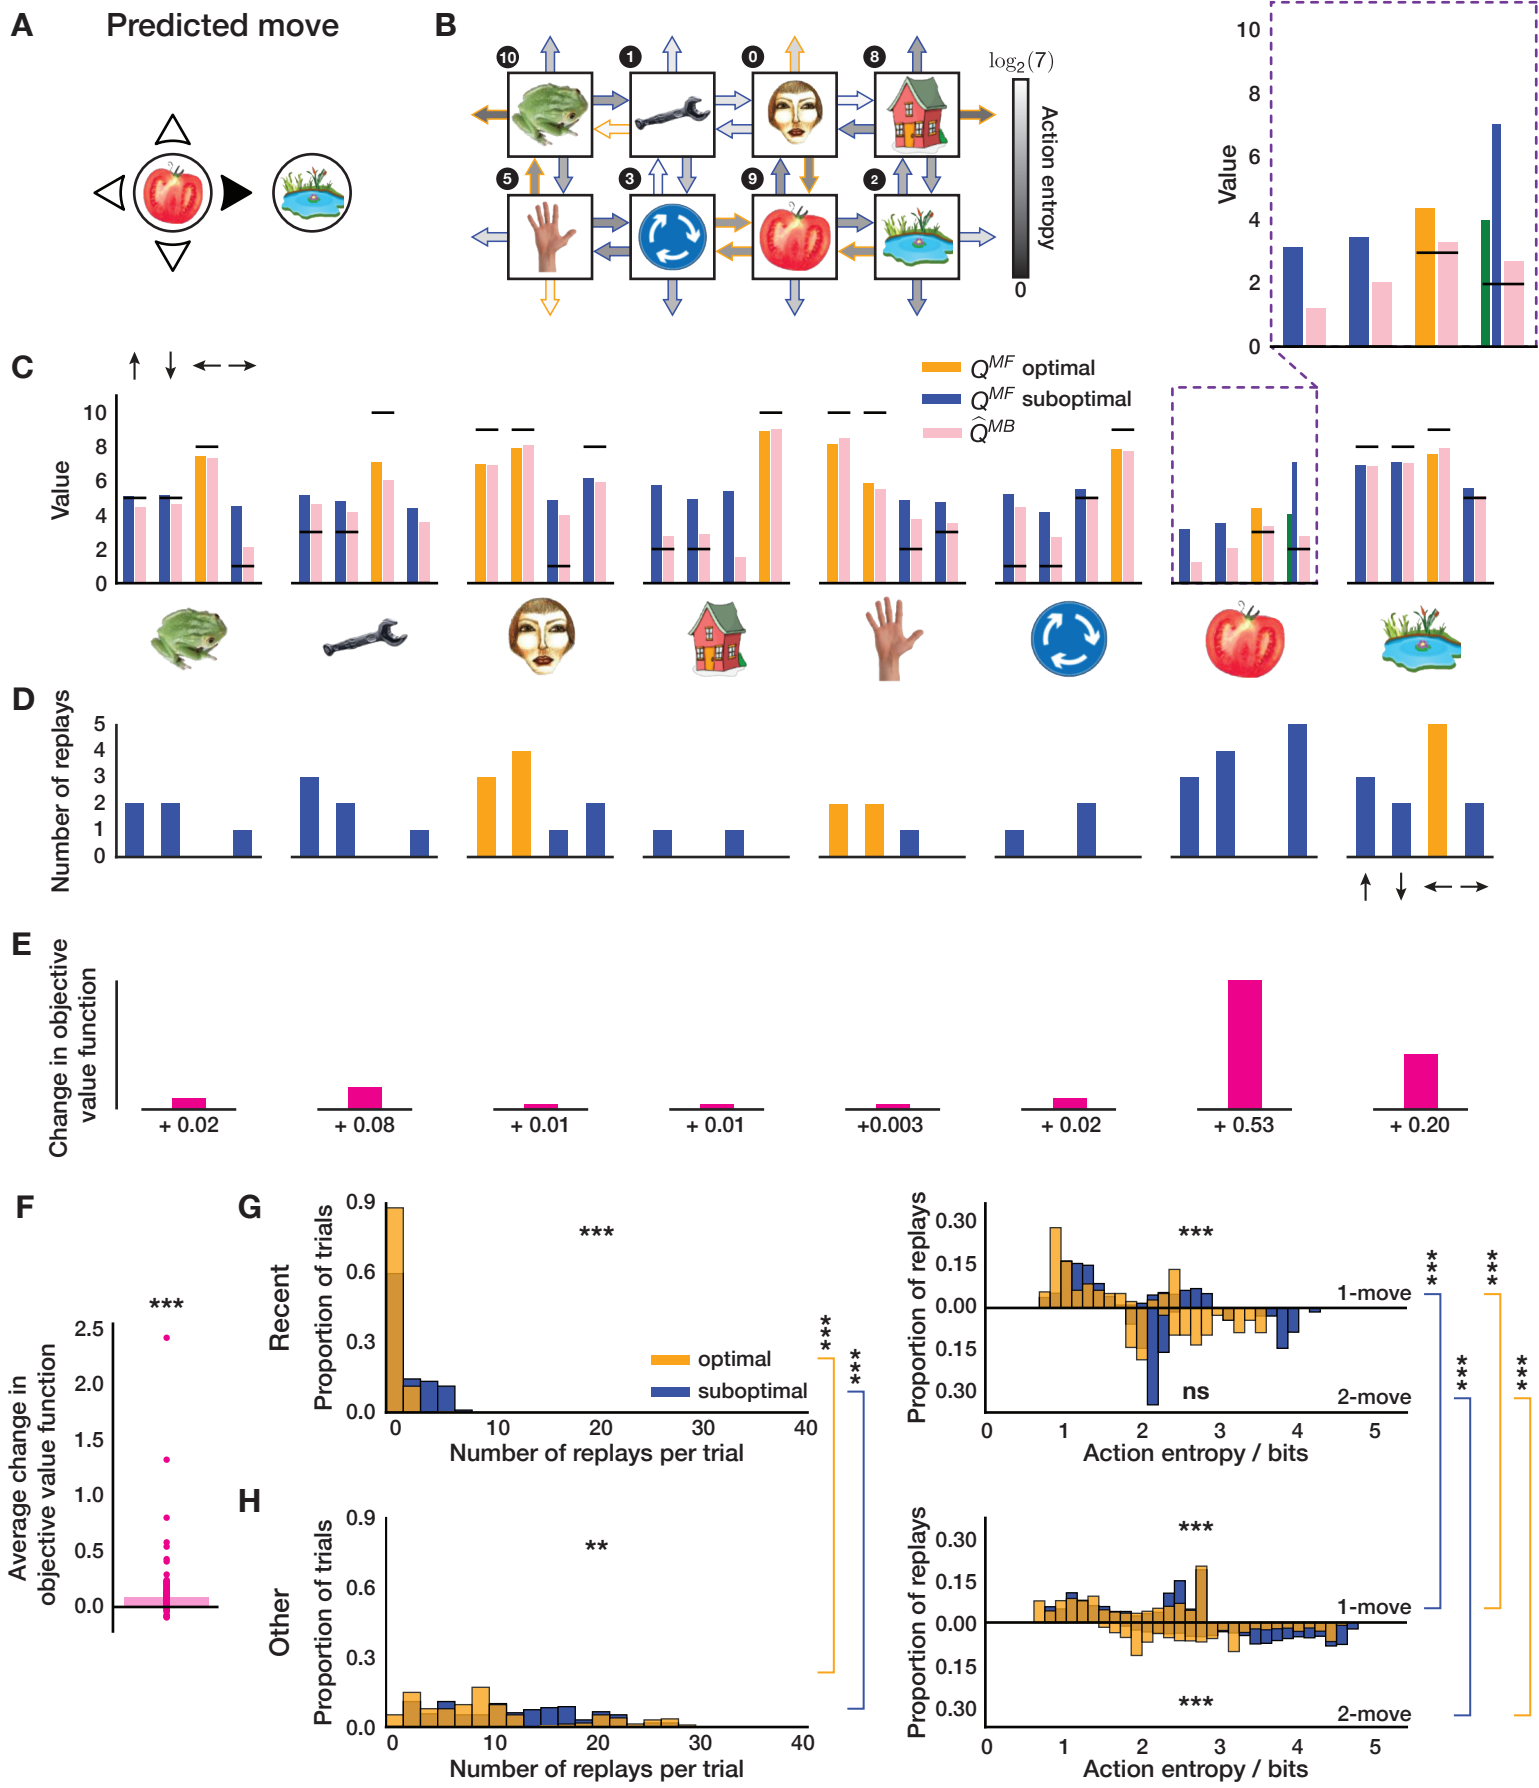 A
Predicted move
B
10
1
0
8
5
3
9
2
log₂(7)
Action entropy
0
10
8
6
4
2
0
Value
C
Q^MF optimal
Q^MF suboptimal
Q̂^MB
Value
10
8
6
4
2
0
D
Number of replays
5
4
3
2
1
0
E
Change in objective
value function
+ 0.02
+ 0.08
+ 0.01
+ 0.01
+0.003
+ 0.02
+ 0.53
+ 0.20
F
Average change in
objective value function
2.5
2.0
1.5
1.0
0.5
0.0
***
G
Recent
Proportion of trials
0.9
0.6
0.3
0.0
***
optimal
suboptimal
0
10
20
30
40
Number of replays per trial
***
***
Proportion of replays
0.30
0.15
0.00
0.15
0.30
***
1-move
ns
2-move
0
1
2
3
4
5
Action entropy / bits
***
***
***
***
H
Other
Proportion of trials
0.9
0.6
0.3
0.0
**
0
10
20
30
40
Number of replays per trial
Proportion of replays
0.30
0.15
0.00
0.15
0.30
***
1-move
***
2-move
0
1
2
3
4
5
Action entropy / bits